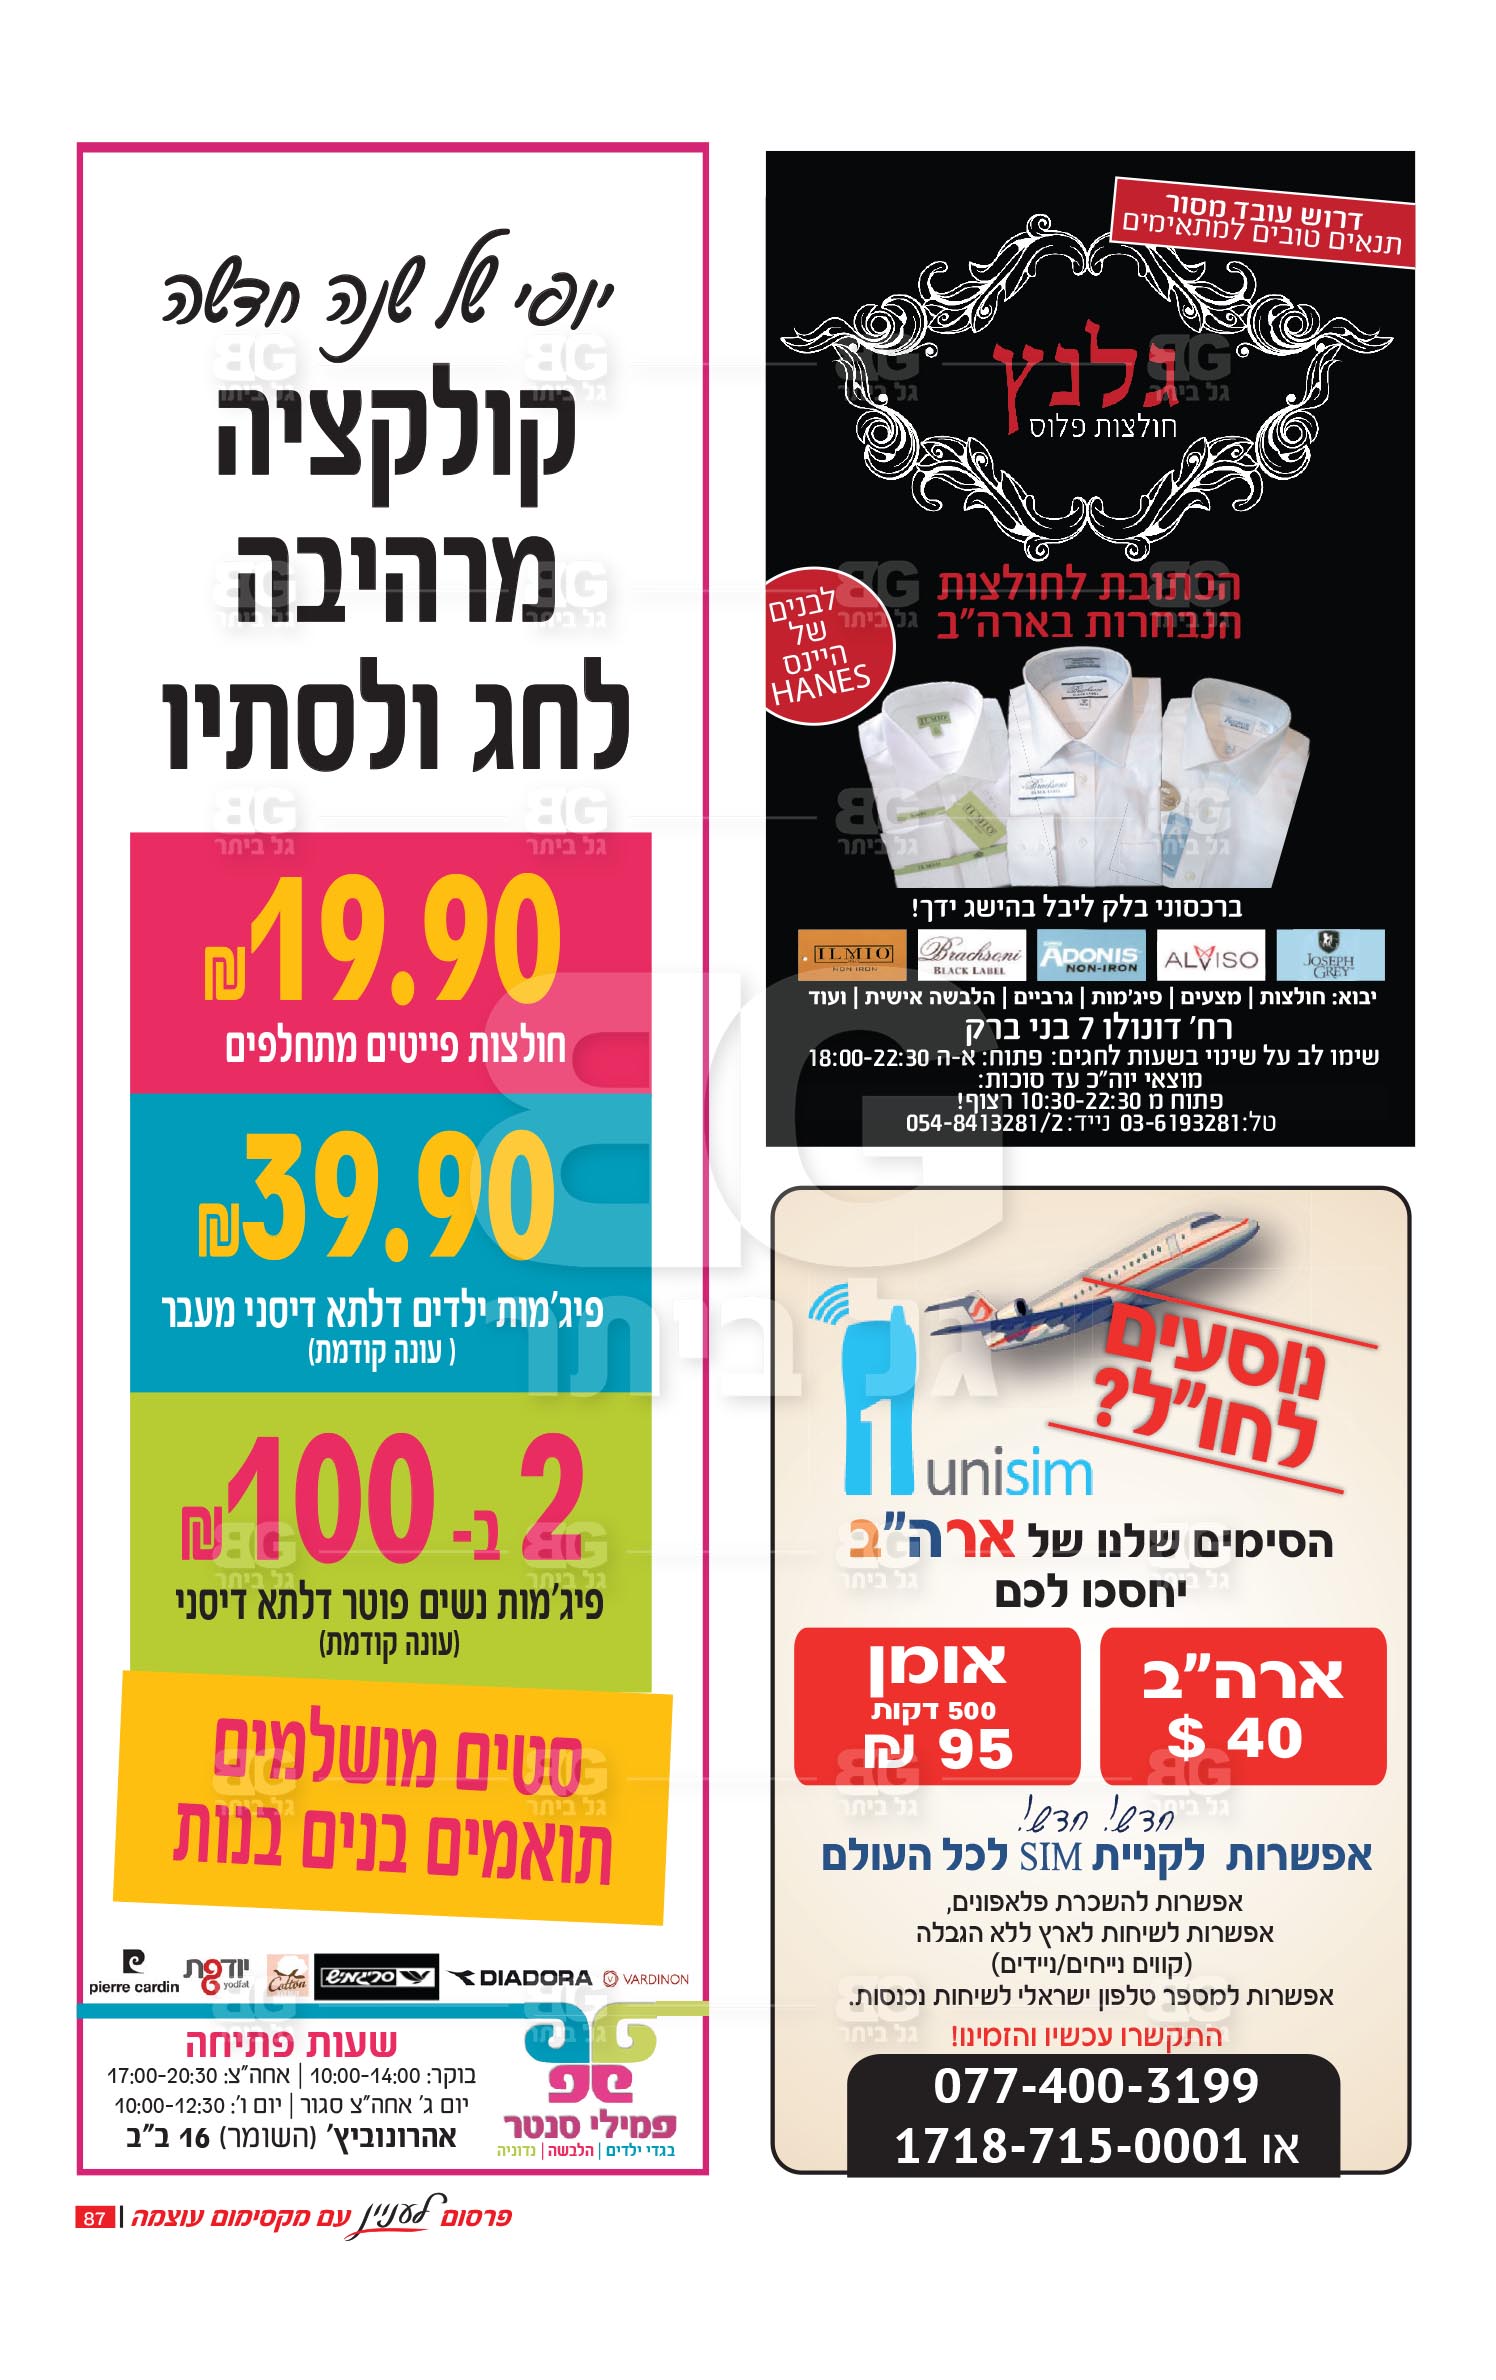 דרוש עובד מסור
תנאים טובים למתאימים
גלנץ
חולצות פלוס
הכתובת לחולצות
הנבחרות בארה"ב
לבנים
של
היינס
HANES
ברכסוני בלק ליבל בהישג ידך!
ILMIO
NON IRON
Brachsoni
BLACK LABEL
ADONIS
NON-IRON
ALVISO
JOSEPH
GREY
יבוא: חולצות | מצעים | פיג'מות | גרביים | הלבשה אישית | ועוד
רח' דונולו 7 בני ברק
שימו לב על שינוי בשעות לחגים: פתוח: א-ה 18:00-22:30
מוצאי יוה"כ עד סוכות:
פתוח מ 10:30-22:30 רצוף!
טל:03-6193281 נייד: 054-8413281/2
נוסעים
לחו"ל?
1
unisim
הסימים שלנו של ארה"ב
יחסכו לכם
ארה"ב
40 $
אומן
500 דקות
95 ₪
חדש! חדש!
אפשרות לקניית SIM לכל העולם
אפשרות להשכרת פלאפונים,
אפשרות לשיחות לארץ ללא הגבלה
(קווים נייחים/ניידים)
אפשרות למספר טלפון ישראלי לשיחות נכנסות.
התקשרו עכשיו והזמינו!
077-400-3199
או 1718-715-0001
יופי של שנה חדשה
קולקציה
מרהיבה
לחג ולסתיו
19.90₪
חולצות פייטים מתחלפים
39.90₪
פיג'מות ילדים דלתא דיסני מעבר
( עונה קודמת)
2 ב- 100₪
פיג'מות נשים פוטר דלתא דיסני
(עונה קודמת)
סטים מושלמים
תואמים בנים בנות
pierre cardin
יודפת
yodfat
Cotton
סריגמיש
DIADORA
VARDINON
פמילי סנטר
בגדי ילדים | הלבשה | נדוניה
שעות פתיחה
בוקר: 10:00-14:00 | אחה"צ: 17:00-20:30
יום ג' אחה"צ סגור | יום ו': 10:00-12:30
אהרונוביץ' (השומר) 16 ב"ב
פרסום לעניין עם מקסימום עוצמה | 87
BG
גל ביתר